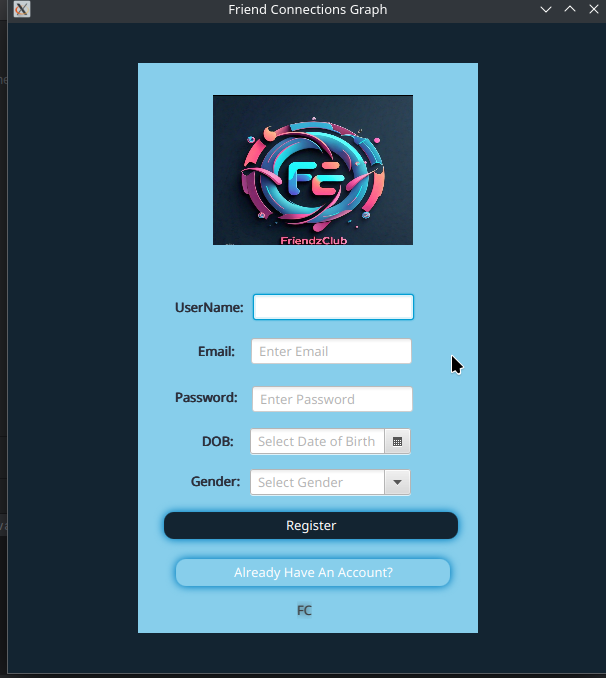 Friend Connections Graph
FE
FriendzClub
UserName:
Email: Enter Email
Password: Enter Password
DOB: Select Date of Birth
Gender: Select Gender
Register
Already Have An Account?
FC